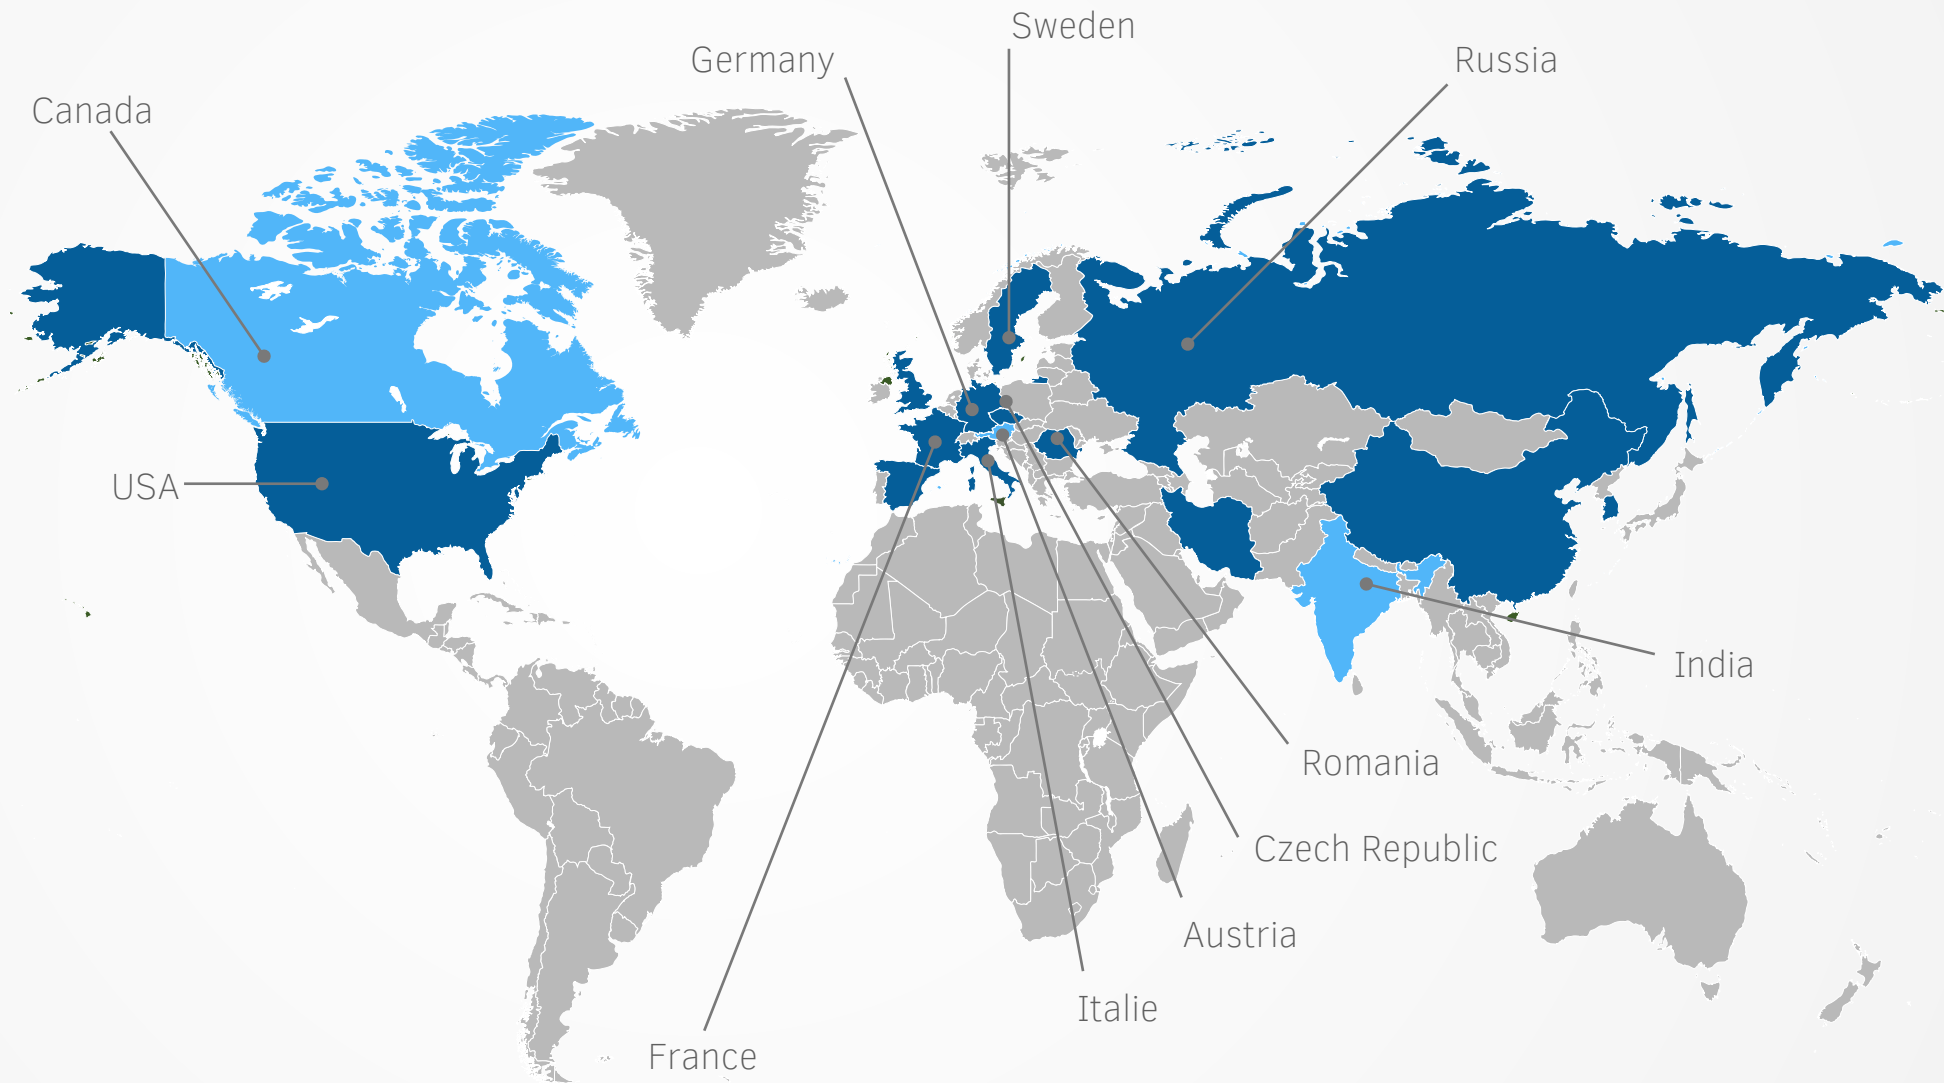 Sweden
Germany
Russia
Canada
USA
India
Romania
Czech Republic
Austria
Italie
France